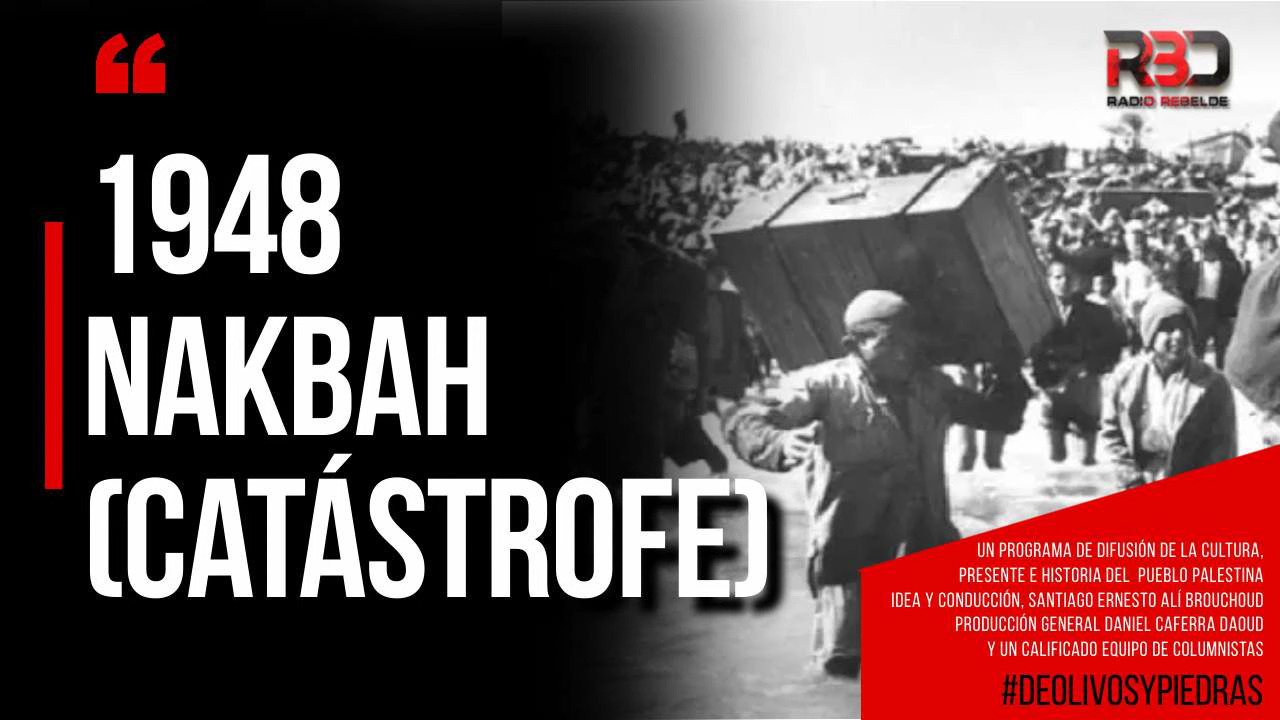 “
RBD
RADIO REBELDE
1948
NAKBAH
(CATÁSTROFE)
UN PROGRAMA DE DIFUSIÓN DE LA CULTURA,
PRESENTE E HISTORIA DEL PUEBLO PALESTINA
IDEA Y CONDUCCIÓN, SANTIAGO ERNESTO ALÍ BROUCHOUD
PRODUCCIÓN GENERAL DANIEL CAFERRA DAOUD
Y UN CALIFICADO EQUIPO DE COLUMNISTAS
#DEOLIVOSYPIEDRAS